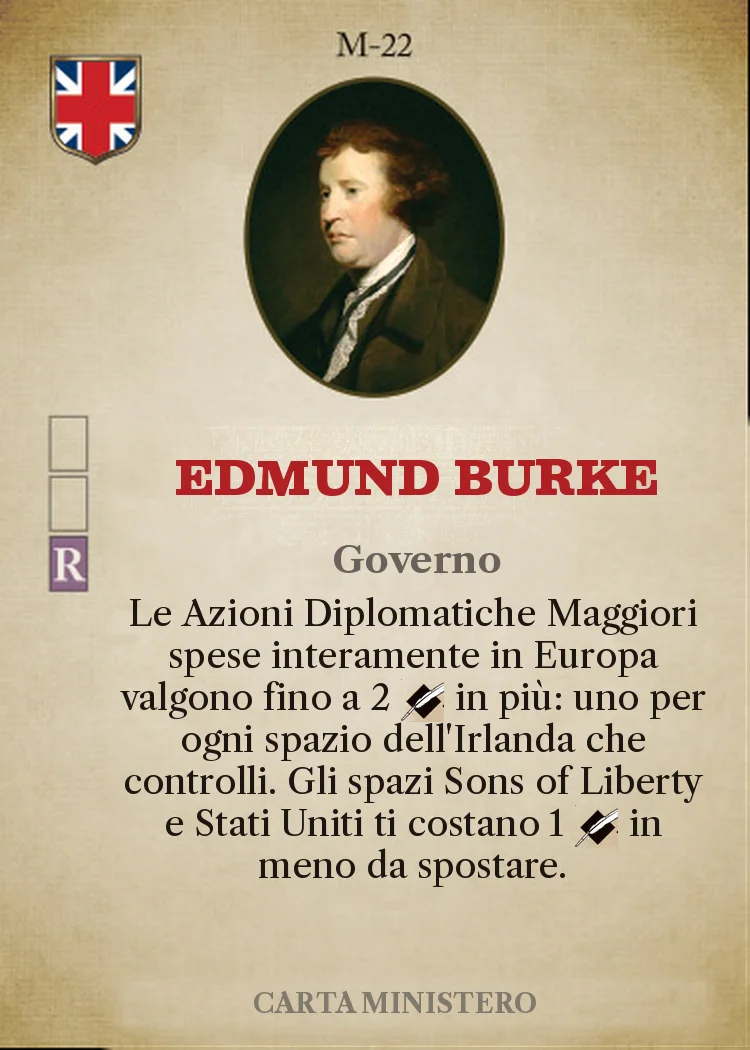 M-22
R
EDMUND BURKE
Governo
Le Azioni Diplomatiche Maggiori
spese interamente in Europa
valgono fino a 2 in più: uno per
ogni spazio dell'Irlanda che
controlli. Gli spazi Sons of Liberty
e Stati Uniti ti costano 1 in
meno da spostare.
CARTA MINISTERO